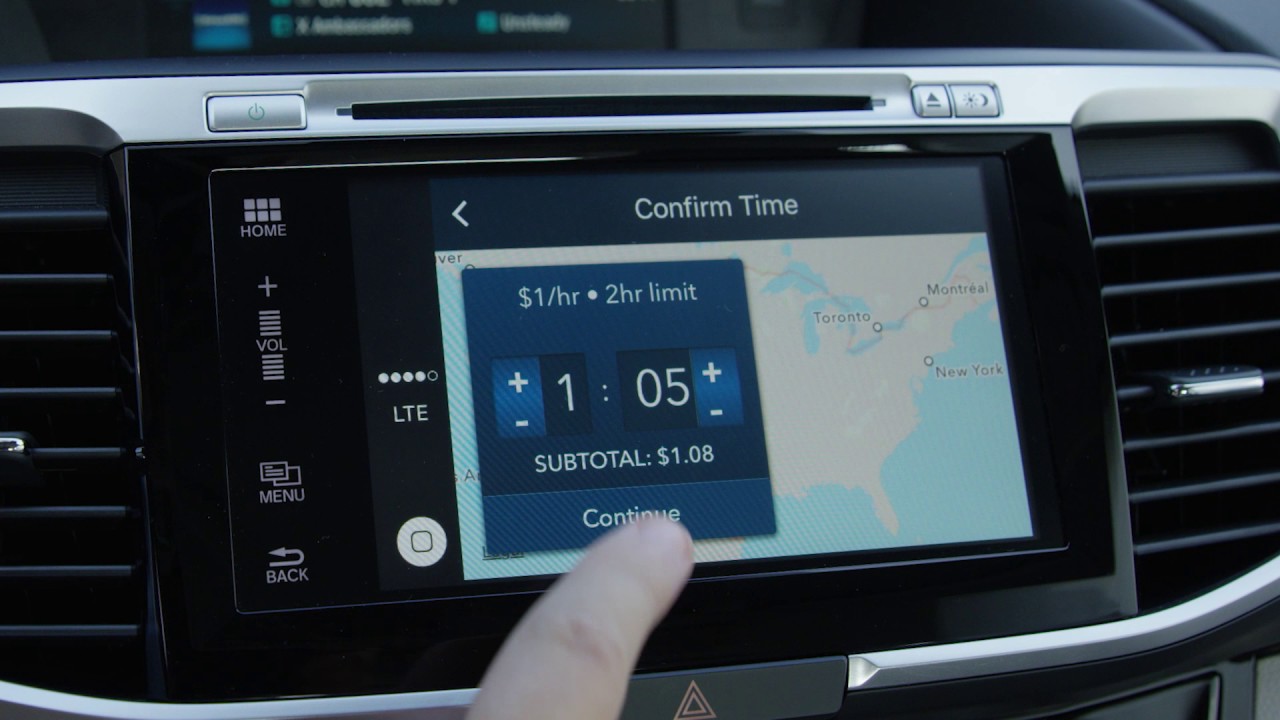 X Ambassadors
Unsteady
HOME
+
VOL
-
MENU
BACK
LTE
Confirm Time
$1/hr • 2hr limit
+ 1 : 05 +
- -
SUBTOTAL: $1.08
Continue
ver
Montréal
Toronto
New York